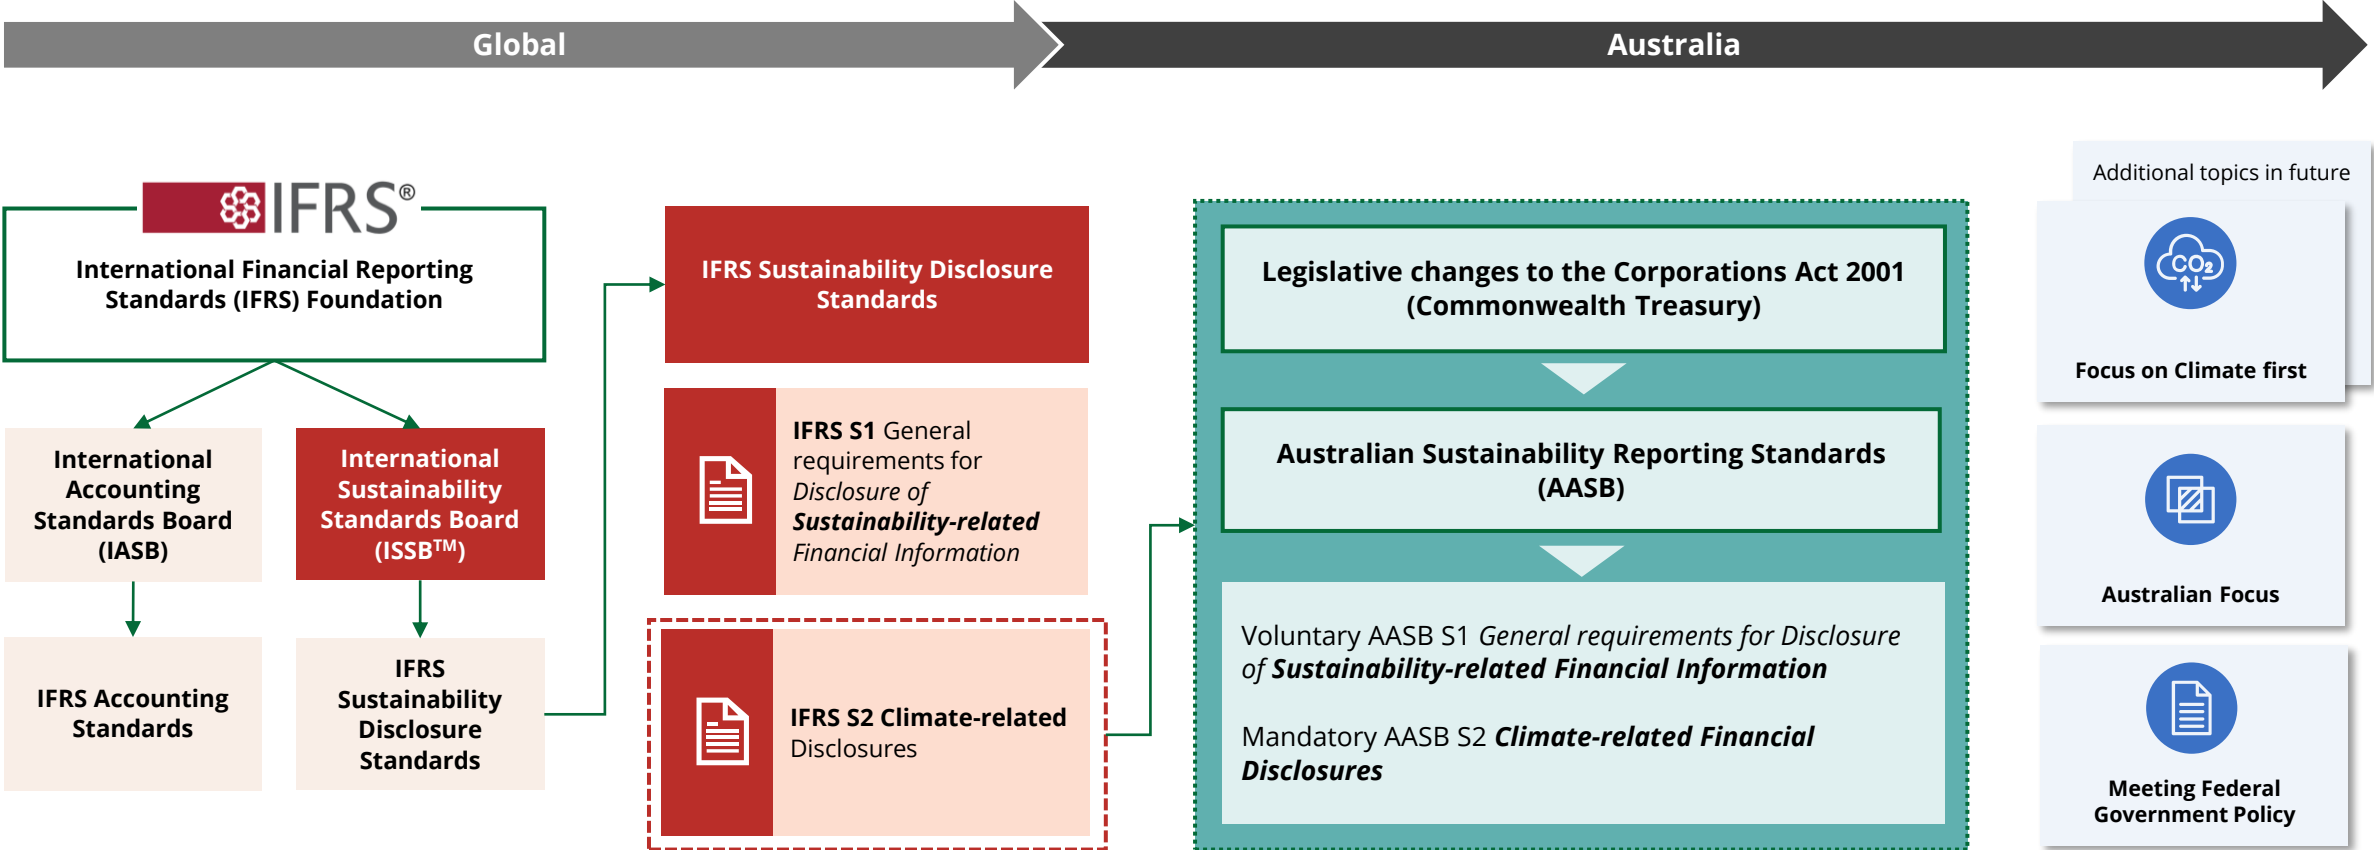 Global
Australia
IFRS®
International Financial Reporting
Standards (IFRS) Foundation
International
Accounting
Standards Board
(IASB)
International
Sustainability
Standards Board
(ISSB™)
IFRS Accounting
Standards
IFRS
Sustainability
Disclosure
Standards
IFRS Sustainability Disclosure
Standards
IFRS S1 General
requirements for
Disclosure of
Sustainability-related
Financial Information
IFRS S2 Climate-related
Disclosures
Legislative changes to the Corporations Act 2001
(Commonwealth Treasury)
Australian Sustainability Reporting Standards
(AASB)
Voluntary AASB S1 General requirements for Disclosure
of Sustainability-related Financial Information
Mandatory AASB S2 Climate-related Financial
Disclosures
Additional topics in future
CO₂
Focus on Climate first
Australian Focus
Meeting Federal
Government Policy